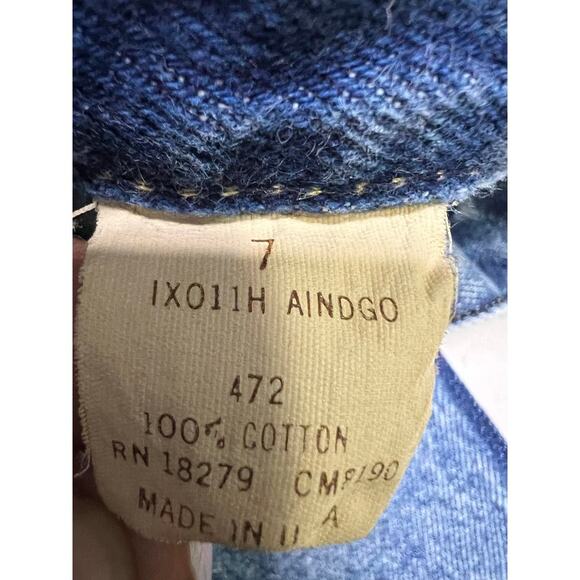 7
IX011H AINDGO
472
100% COTTON
RN 18279 CM8190
MADE IN U A